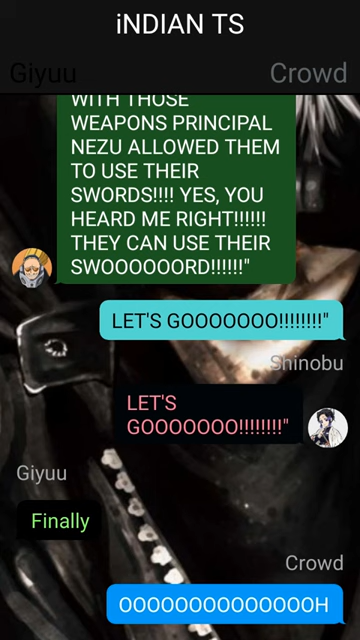 iNDIAN TS
Giyuu
Crowd
WITH THOSE
WEAPONS PRINCIPAL
NEZU ALLOWED THEM
TO USE THEIR
SWORDS!!!! YES, YOU
HEARD ME RIGHT!!!!!!
THEY CAN USE THEIR
SWOOOOOORD!!!!!!"
LET'S GOOOOOOO!!!!!!!!"
Shinobu
LET'S
GOOOOOOO!!!!!!!!"
Giyuu
Finally
Crowd
OOOOOOOOOOOOOOH